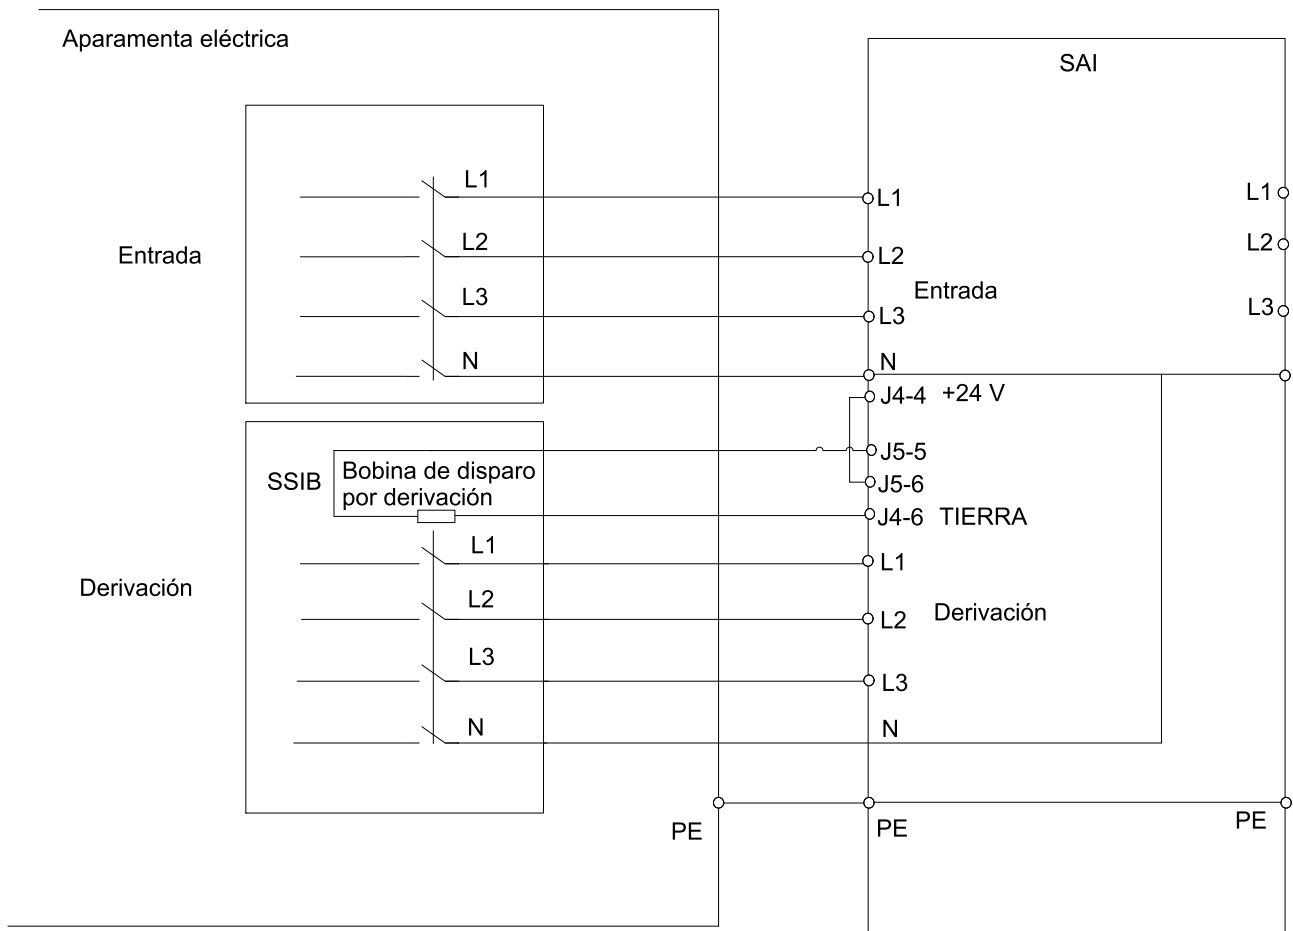 Aparamenta eléctrica
SAI
L1
L1
L1
L2
L2
L2
Entrada
Entrada
L3
L3
L3
N
N
J4-4 +24 V
J5-5
SSIB
Bobina de disparo
por derivación
J5-6
J4-6 TIERRA
L1
L1
Derivación
L2
L2
Derivación
L3
L3
N
N
PE
PE
PE